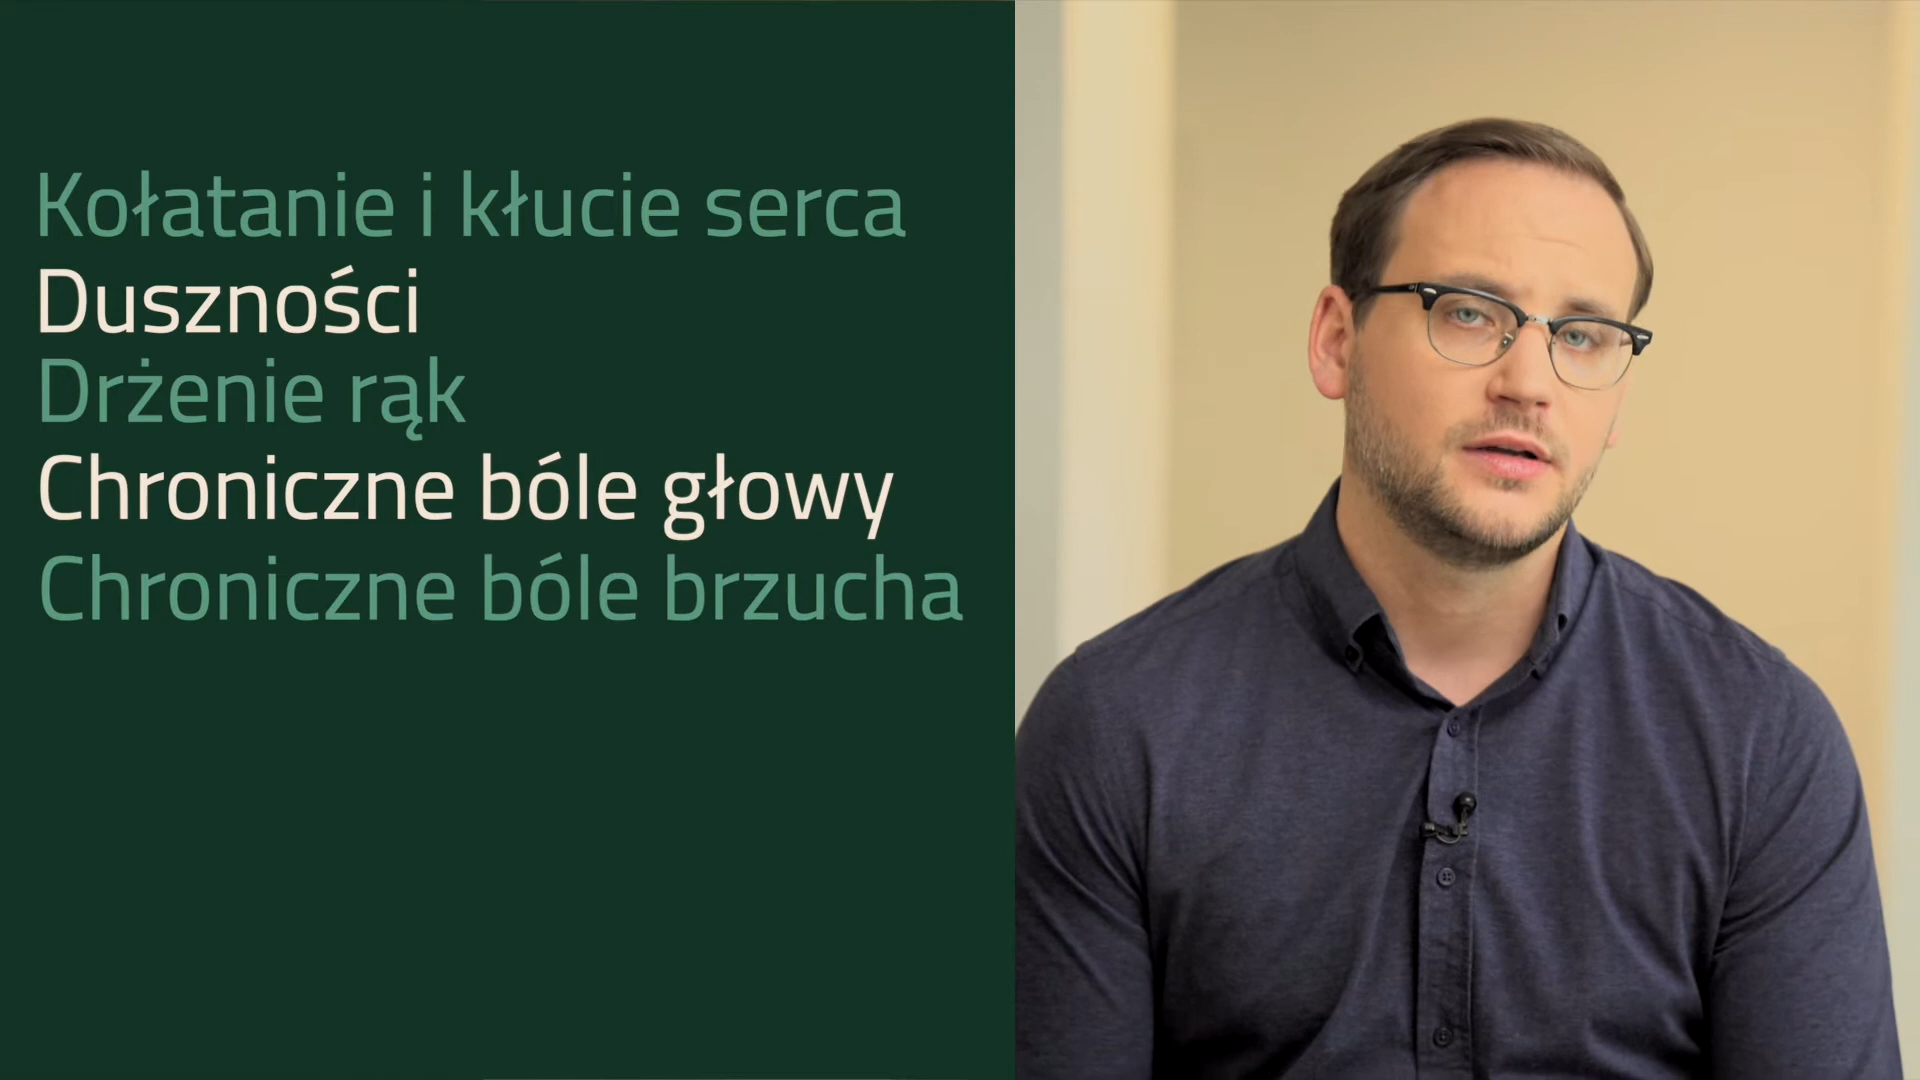 Kołatanie i kłucie serca
Duszności
Drżenie rąk
Chroniczne bóle głowy
Chroniczne bóle brzucha